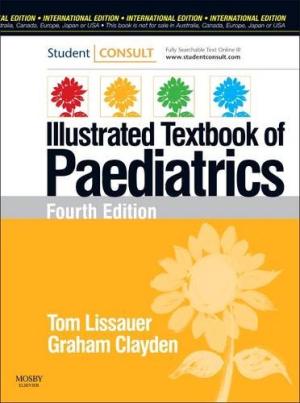 AL EDITION • INTERNATIONAL EDITION • INTERNATIONAL EDITION • INTERNATIONAL EDITION
Australia, Canada, Europe, Japan or USA • This book is not for sale in Australia, Canada, Europe, Japan or USA
Student CONSULT
Fully Searchable Text Online @
www.studentconsult.com
Illustrated Textbook of
Paediatrics
Fourth Edition
Tom Lissauer
Graham Clayden
MOSBY
ELSEVIER